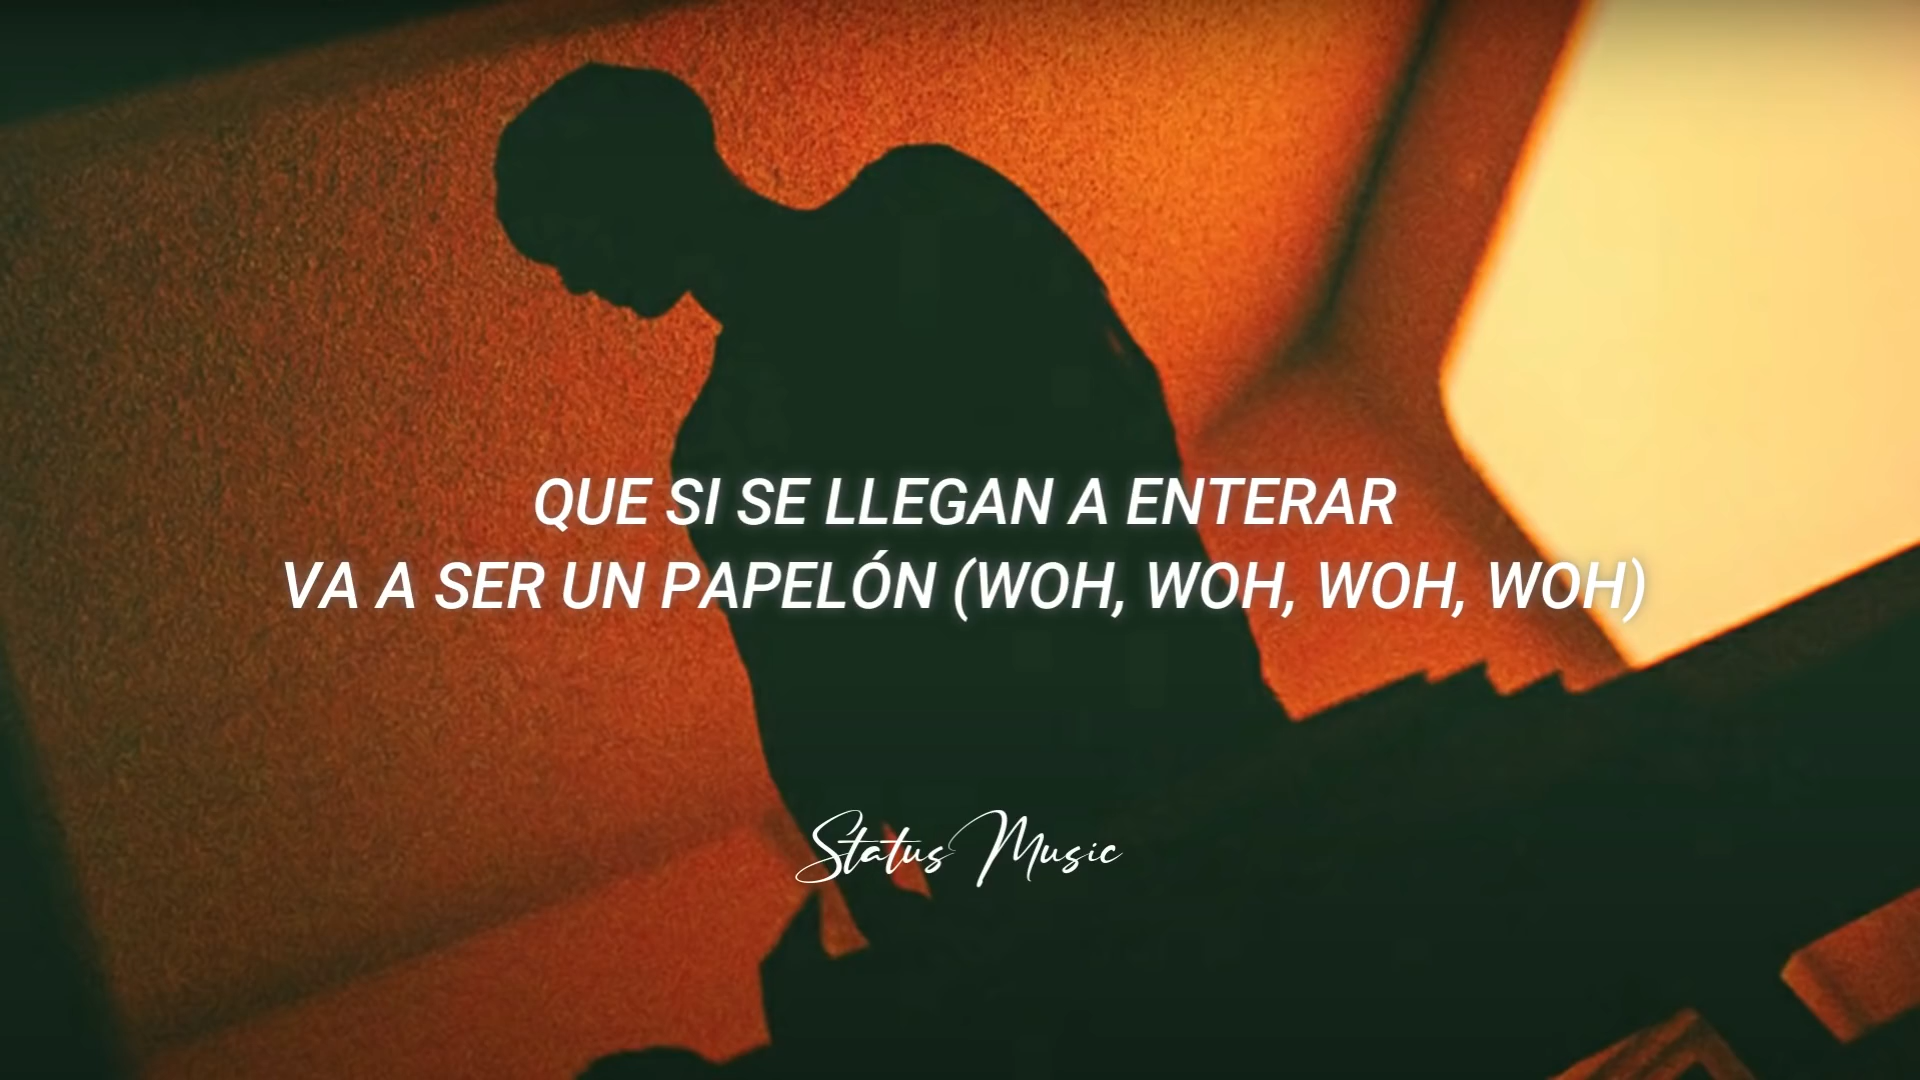 QUE SI SE LLEGAN A ENTERAR
VA A SER UN PAPELÓN (WOH, WOH, WOH, WOH)
Status Music